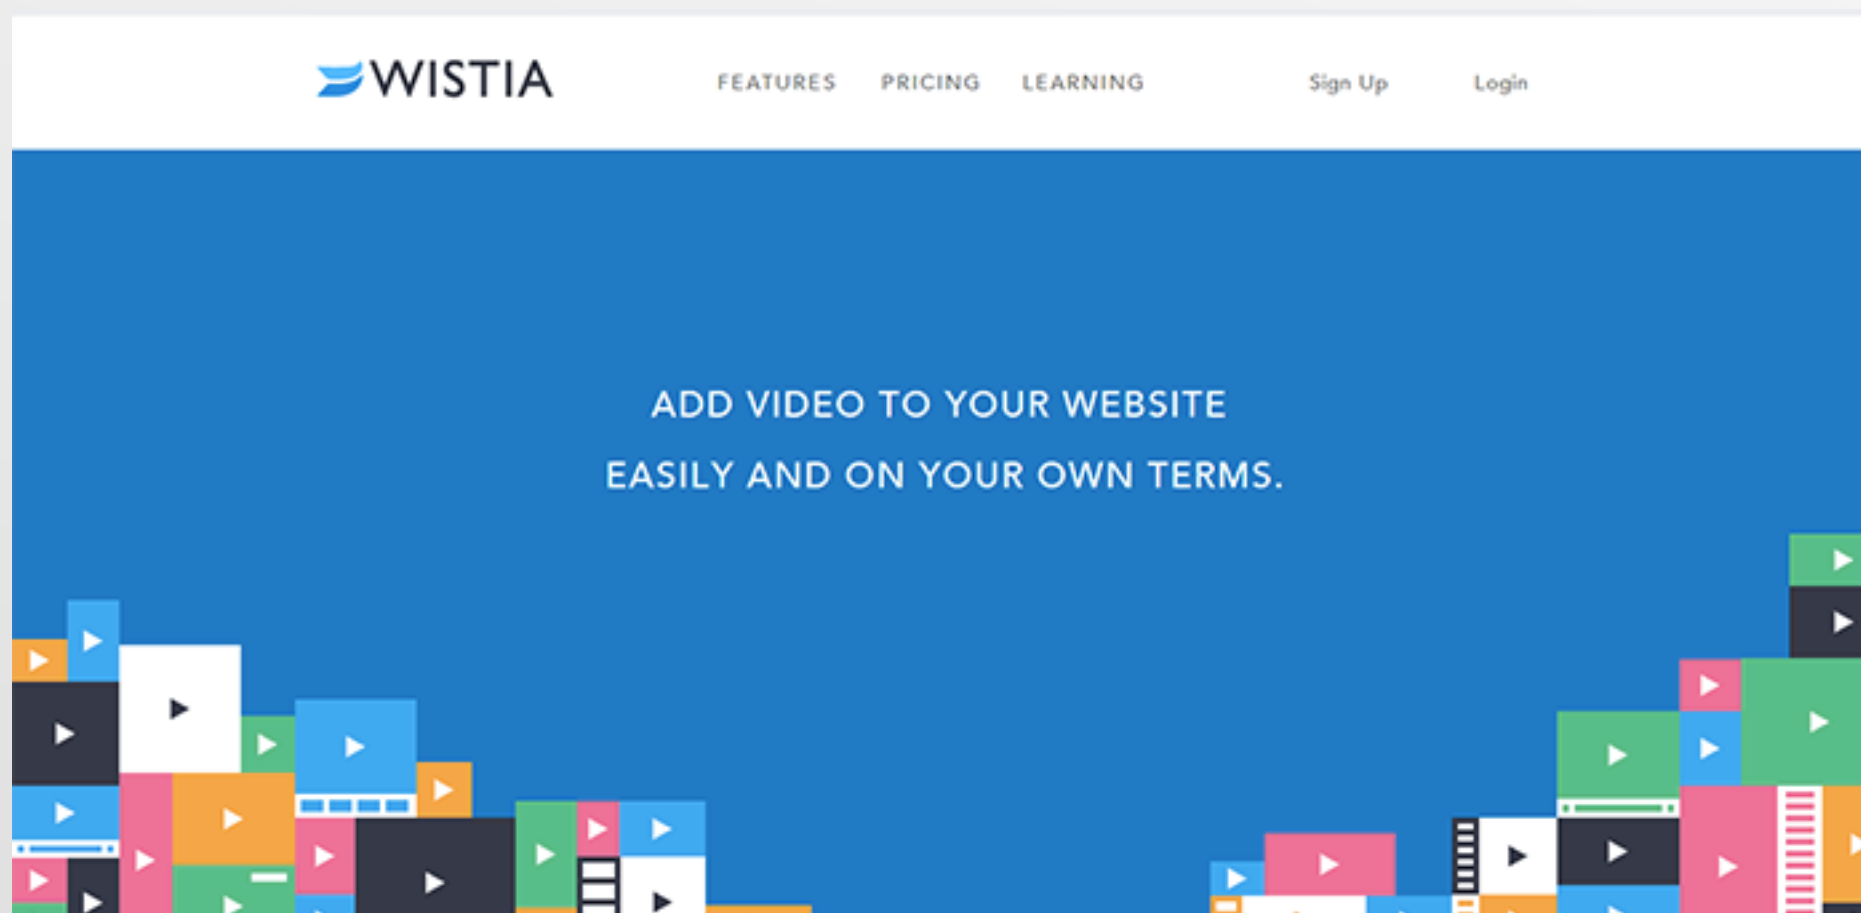 WISTIA
FEATURES PRICING LEARNING Sign Up Login
ADD VIDEO TO YOUR WEBSITE
EASILY AND ON YOUR OWN TERMS.